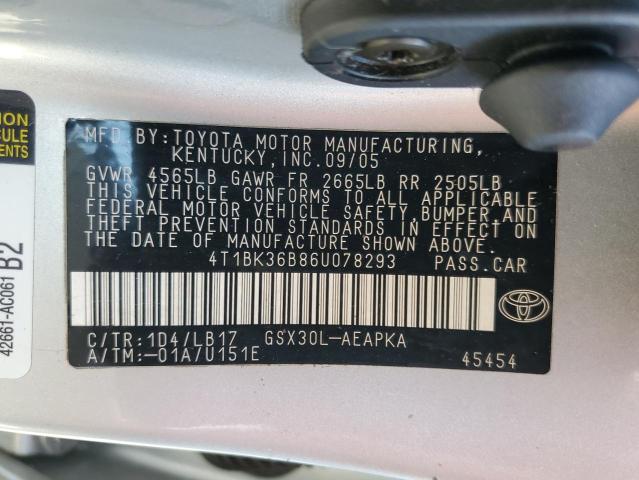 MFD.BY:TOYOTA MOTOR MANUFACTURING,
KENTUCKY,INC.09/05
GVWR 4565LB GAWR FR 2665LB RR 2505LB
THIS VEHICLE CONFORMS TO ALL APPLICABLE
FEDERAL MOTOR VEHICLE SAFETY,BUMPER,AND
THEFT PREVENTION STANDARDS IN EFFECT ON
THE DATE OF MANUFACTURE SHOWN ABOVE.
4T1BK36B86U078293 PASS.CAR
C/TR:1D4/LB17 GSX30L-AEAPKA
A/TM:-01A/U151E 45454
TOYOTA
42661-AC061
B2